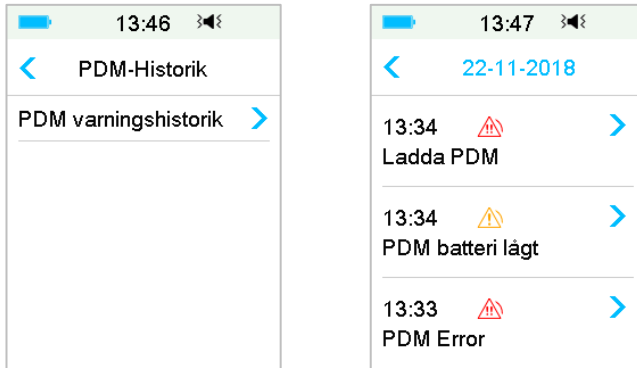 13:46
PDM-Historik
PDM varningshistorik
13:47
22-11-2018
13:34
Ladda PDM
13:34
PDM batteri lågt
13:33
PDM Error